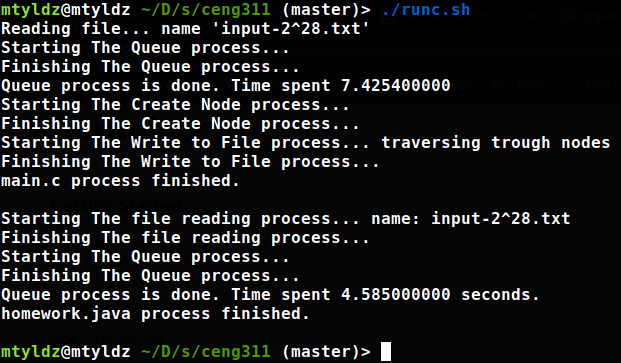 mtyldz@mtyldz ~/D/s/ceng311 (master)> ./runc.sh
Reading file... name 'input-2^28.txt'
Starting The Queue process...
Finishing The Queue process...
Queue process is done. Time spent 7.425400000
Starting The Create Node process...
Finishing The Create Node process...
Starting The Write to File process... traversing trough nodes
Finishing The Write to File process...
main.c process finished.
Starting The file reading process... name: input-2^28.txt
Finishing The file reading process...
Starting The Queue process...
Finishing The Queue process...
Queue process is done. Time spent 4.585000000 seconds.
homework.java process finished.
mtyldz@mtyldz ~/D/s/ceng311 (master)>